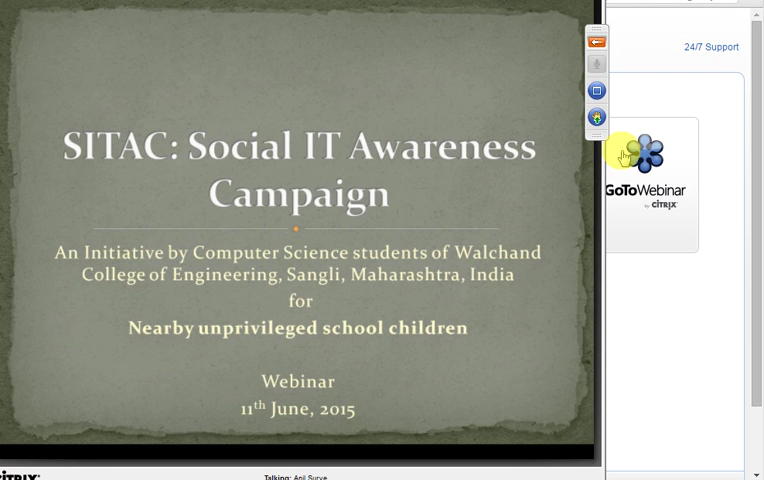 SITAC: Social IT Awareness
Campaign
An Initiative by Computer Science students of Walchand
College of Engineering, Sangli, Maharashtra, India
for
Nearby unprivileged school children
Webinar
11th June, 2015
24/7 Support
GoToWebinar
by CITRIX
CITRIX
Talking: Anil Surve